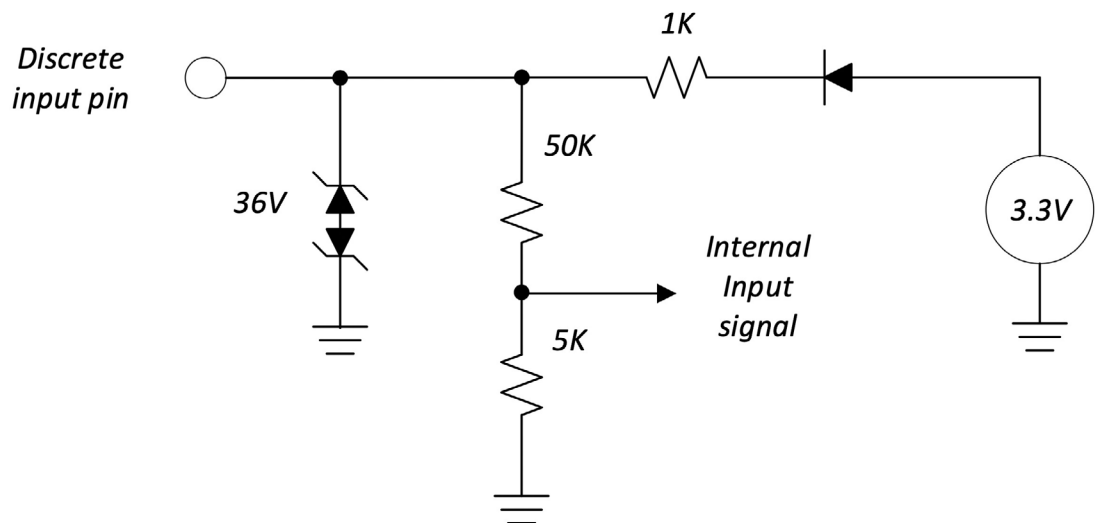 1K
Discrete
input pin
50K
36V
3.3V
Internal
Input
signal
5K